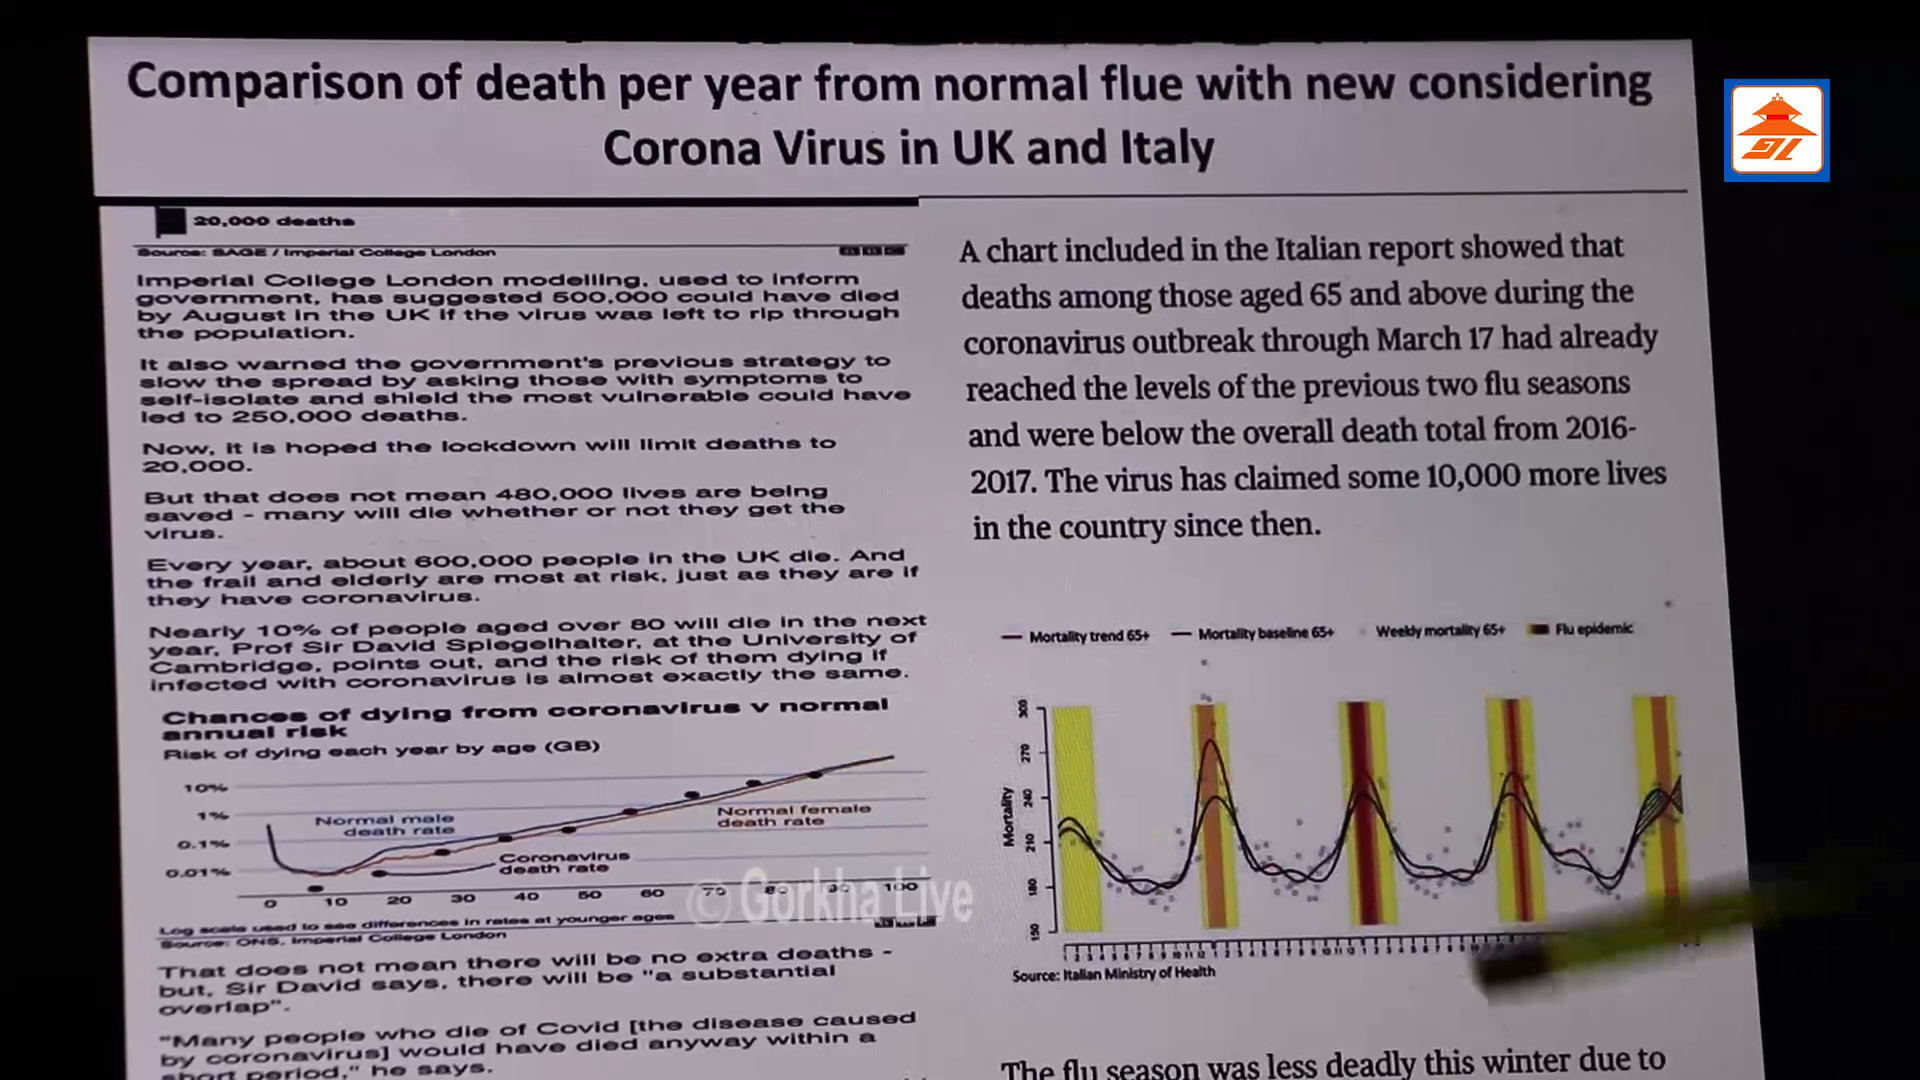 Comparison of death per year from normal flue with new considering
Corona Virus in UK and Italy
20,000 deaths
Source: SAGE / Imperial College London
Imperial College London modelling, used to inform
government, has suggested 500,000 could have died
by August in the UK if the virus was left to rip through
the population.
It also warned the government's previous strategy to
slow the spread by asking those with symptoms to
self-isolate and shield the most vulnerable could have
led to 250,000 deaths.
Now, it is hoped the lockdown will limit deaths to
20,000.
But that does not mean 480,000 lives are being
saved - many will die whether or not they get the
virus.
Every year, about 600,000 people in the UK die. And
the frail and elderly are most at risk, just as they are if
they have coronavirus.
Nearly 10% of people aged over 80 will die in the next
year, Prof Sir David Spiegelhalter, at the University of
Cambridge, points out, and the risk of them dying if
infected with coronavirus is almost exactly the same.
Chances of dying from coronavirus v normal
annual risk
Risk of dying each year by age (GB)
10%
1%
0.1%
0.01%
Normal male
death rate
Normal female
death rate
Coronavirus
death rate
0 10 20 30 40 50 60 70 80 90 100
Log scale used to see differences in rates at younger ages
Source: ONS, Imperial College London
That does not mean there will be no extra deaths -
but, Sir David says, there will be "a substantial
overlap".
"Many people who die of Covid [the disease caused
by coronavirus] would have died anyway within a
short period," he says.
A chart included in the Italian report showed that
deaths among those aged 65 and above during the
coronavirus outbreak through March 17 had already
reached the levels of the previous two flu seasons
and were below the overall death total from 2016-
2017. The virus has claimed some 10,000 more lives
in the country since then.
Mortality trend 65+ Mortality baseline 65+ Weekly mortality 65+ Flu epidemic
Mortality
300
270
240
210
180
150
Source: Italian Ministry of Health
The flu season was less deadly this winter due to
© Gorkha Live